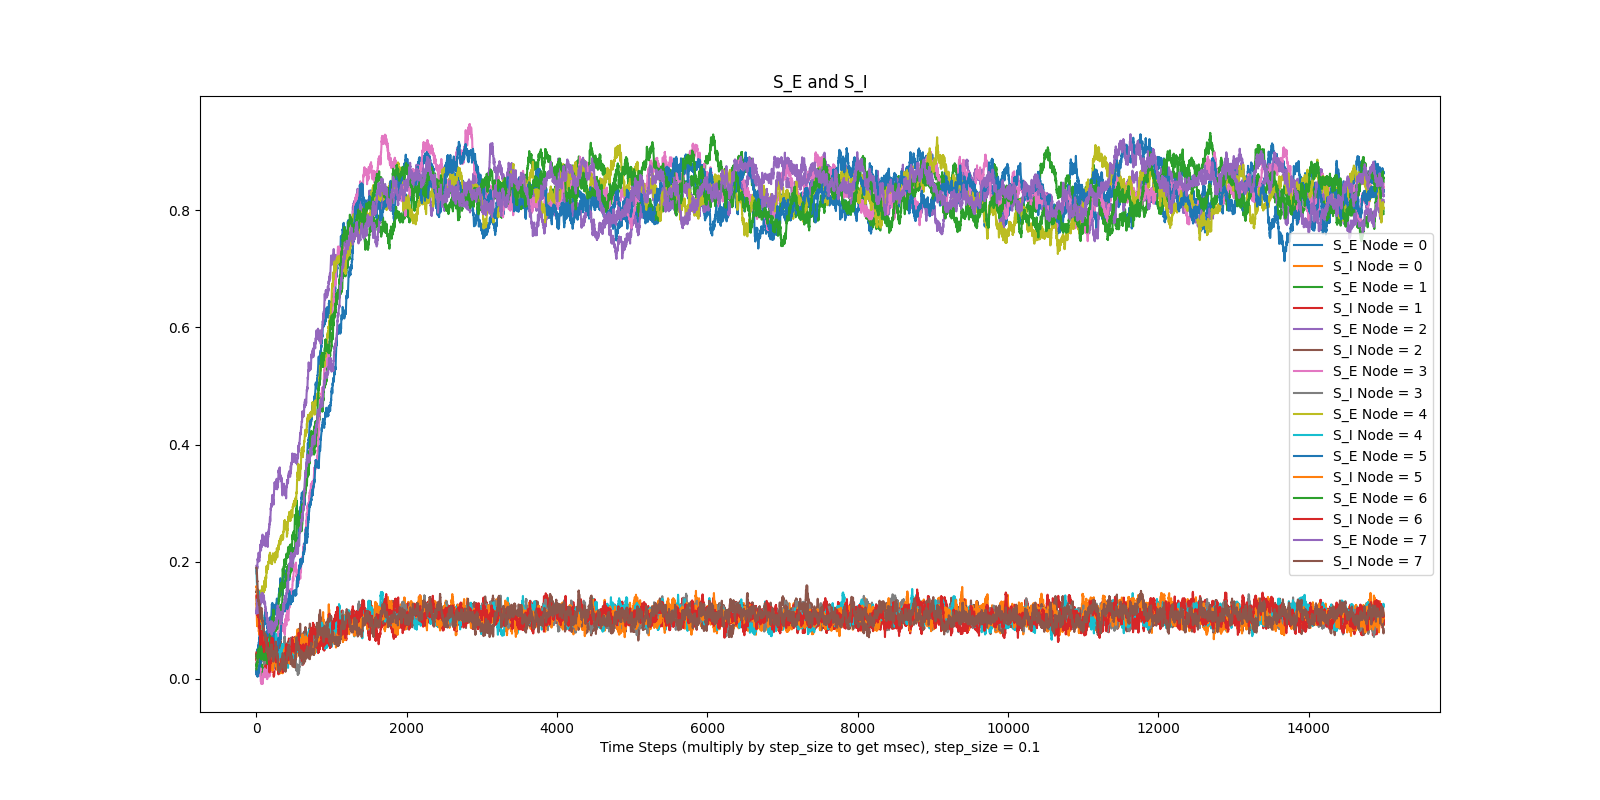 S_E and S_I
0.8
0.6
0.4
0.2
0.0
0 2000 4000 6000 8000 10000 12000 14000
Time Steps (multiply by step_size to get msec), step_size = 0.1
S_E Node = 0
S_I Node = 0
S_E Node = 1
S_I Node = 1
S_E Node = 2
S_I Node = 2
S_E Node = 3
S_I Node = 3
S_E Node = 4
S_I Node = 4
S_E Node = 5
S_I Node = 5
S_E Node = 6
S_I Node = 6
S_E Node = 7
S_I Node = 7